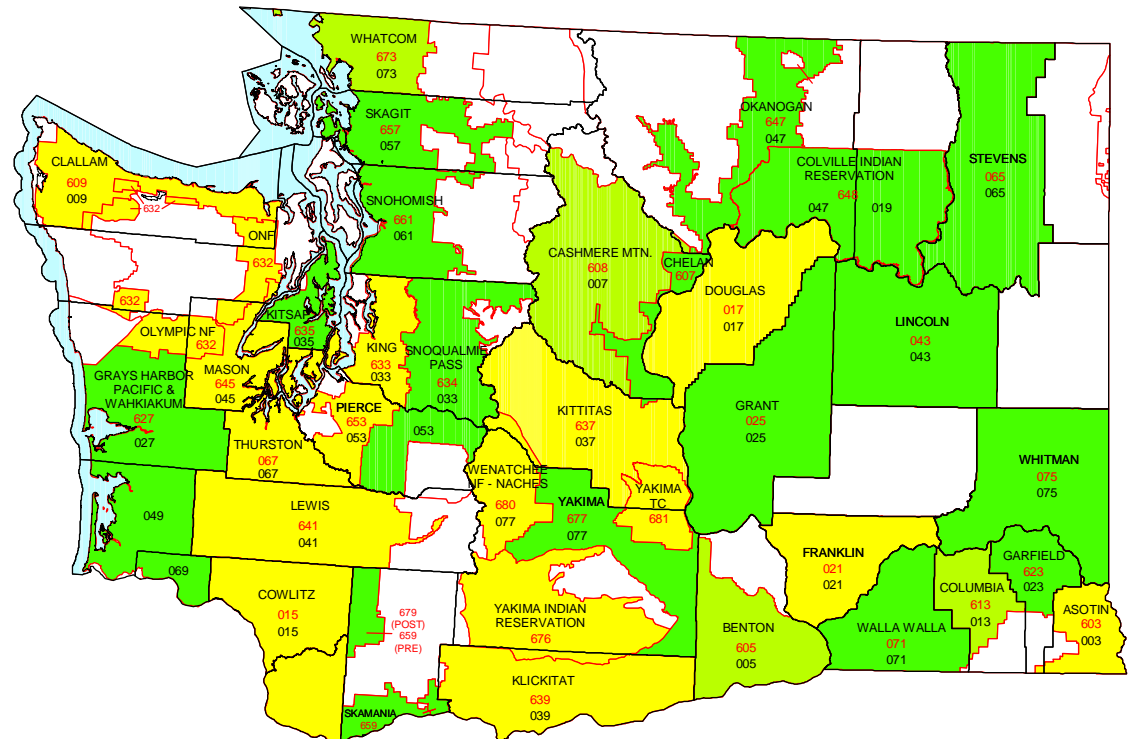 WHATCOM
673
073
SKAGIT
657
057
OKANOGAN
647
047
CLALLAM
609
009
632
COLVILLE INDIAN
RESERVATION
648
047
019
STEVENS
065
065
SNOHOMISH
661
061
ONF
632
CASHMERE MTN.
608
007
CHELAN
607
DOUGLAS
017
017
632
KITSAP
635
035
OLYMPIC NF
632
LINCOLN
043
043
KING
633
033
SNOQUALMIE
PASS
634
033
MASON
645
045
GRAYS HARBOR
PACIFIC &
WAHKIAKUM
627
027
PIERCE
653
053
053
KITTITAS
637
037
GRANT
025
025
THURSTON
067
067
WENATCHEE
NF - NACHES
680
077
YAKIMA
677
077
YAKIMA
TC
681
WHITMAN
075
075
LEWIS
641
041
049
FRANKLIN
021
021
GARFIELD
623
023
COLUMBIA
613
013
069
COWLITZ
015
015
679
(POST)
659
(PRE)
YAKIMA INDIAN
RESERVATION
676
BENTON
605
005
WALLA WALLA
071
071
ASOTIN
603
003
KLICKITAT
639
039
SKAMANIA
659